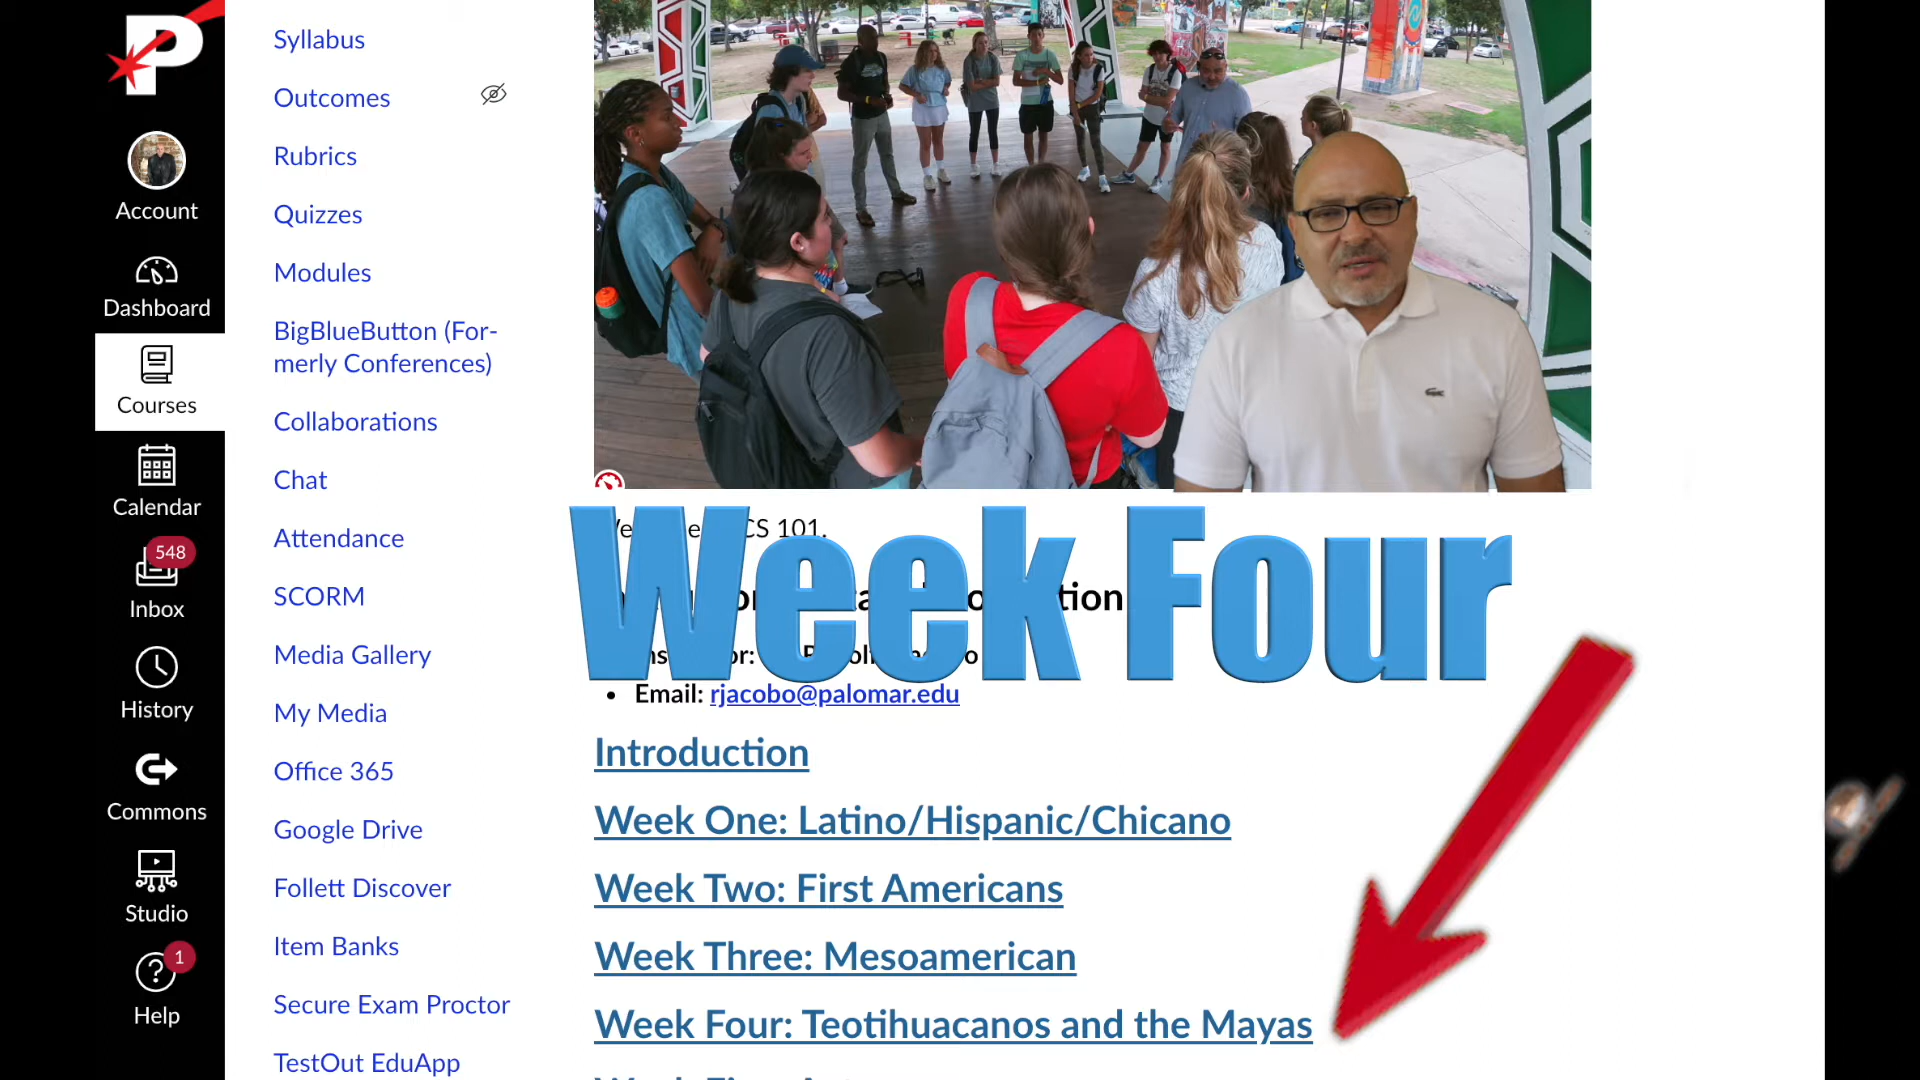 P
Account
Dashboard
Courses
Calendar
548
Inbox
History
Commons
Studio
1
Help
Syllabus
Outcomes
Rubrics
Quizzes
Modules
BigBlueButton (For-
merly Conferences)
Collaborations
Chat
Attendance
SCORM
Media Gallery
My Media
Office 365
Google Drive
Follett Discover
Item Banks
Secure Exam Proctor
TestOut EduApp
CS 101.
Week Four
Email: rjacobo@palomar.edu
Introduction
Week One: Latino/Hispanic/Chicano
Week Two: First Americans
Week Three: Mesoamerican
Week Four: Teotihuacanos and the Mayas